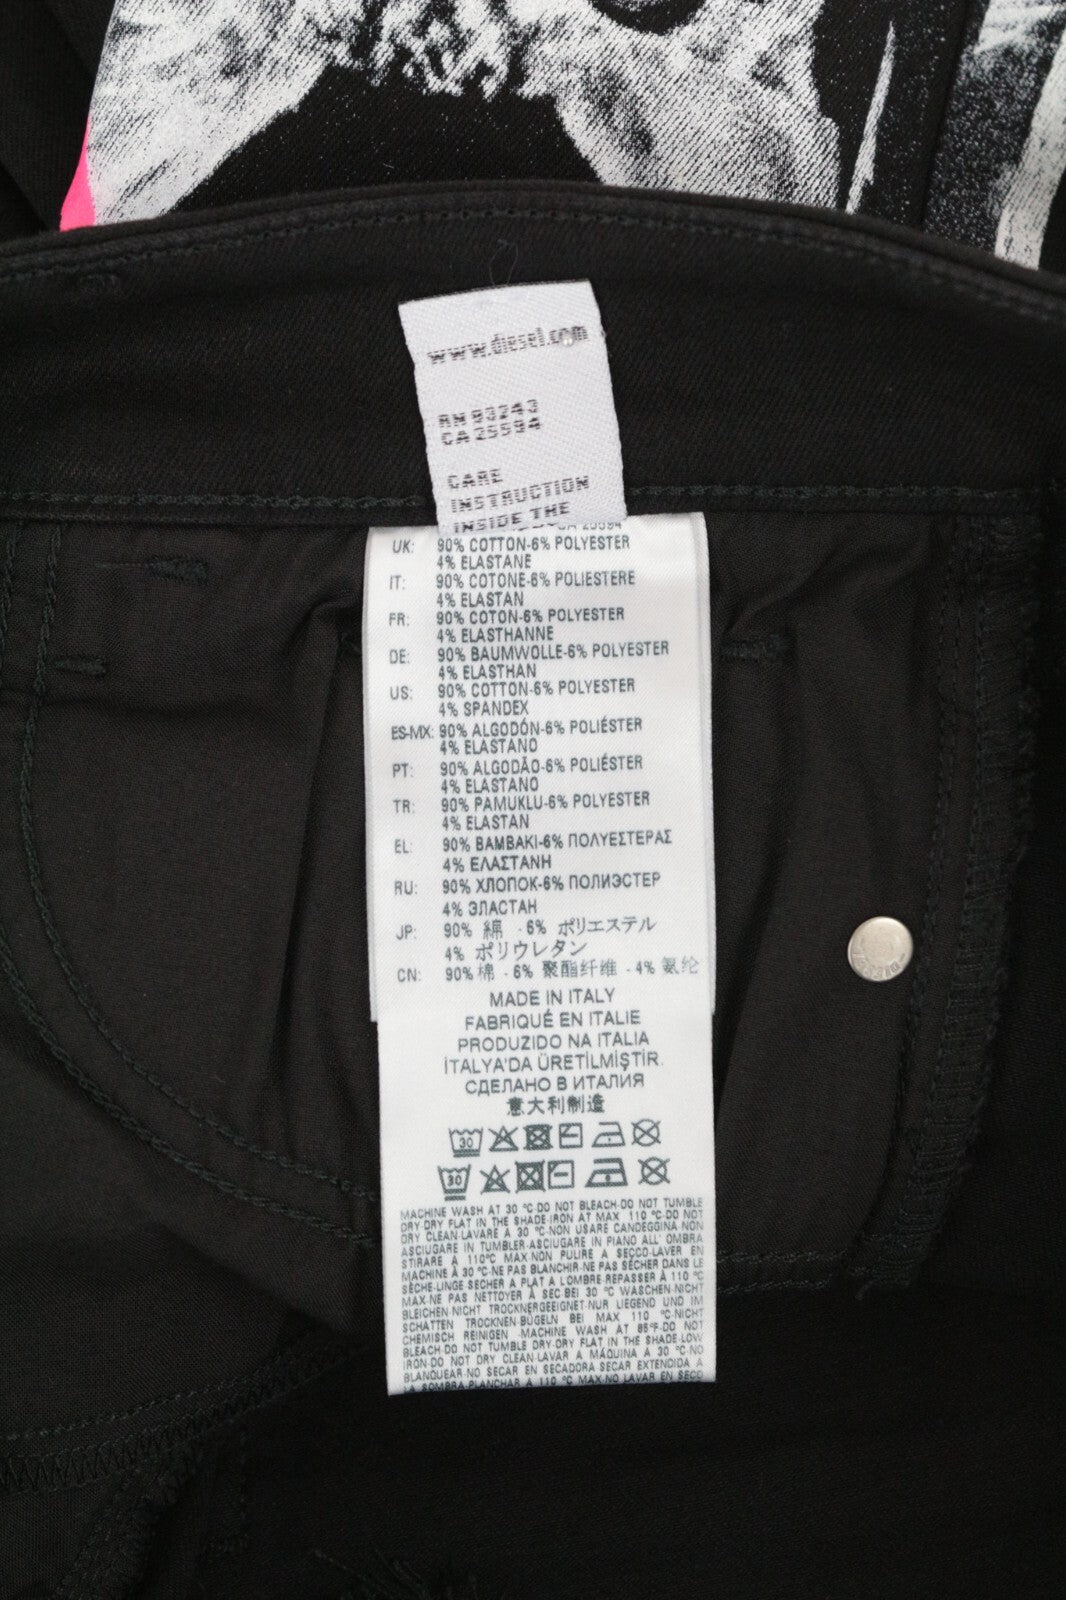 www.diesel.com
RN 93243
CA 25594
CARE
INSTRUCTION
INSIDE THE
CA 25594
UK: 90% COTTON-6% POLYESTER
4% ELASTANE
IT: 90% COTONE-6% POLIESTERE
4% ELASTAN
FR: 90% COTON-6% POLYESTER
4% ELASTHANNE
DE: 90% BAUMWOLLE-6% POLYESTER
4% ELASTHAN
US: 90% COTTON-6% POLYESTER
4% SPANDEX
ES-MX: 90% ALGODÓN-6% POLIÉSTER
4% ELASTANO
PT: 90% ALGODÃO-6% POLIÉSTER
4% ELASTANO
TR: 90% PAMUKLU-6% POLYESTER
4% ELASTAN
EL: 90% ΒΑΜΒΑΚΙ-6% ΠΟΛΥΕΣΤΕΡΑΣ
4% ΕΛΑΣΤΑΝΗ
RU: 90% ХЛОПОК-6% ПОЛИЭСТЕР
4% ЭЛАСТАН
JP: 90% 綿 -6% ポリエステル
4% ポリウレタン
CN: 90% 棉 -6% 聚酯纤维 -4% 氨纶
MADE IN ITALY
FABRIQUÉ EN ITALIE
PRODUZIDO NA ITALIA
İTALYA'DA ÜRETİLMİŞTİR.
СДЕЛАНО В ИТАЛИЯ
意大利制造
30
30
MACHINE WASH AT 30 °C-DO NOT BLEACH-DO NOT TUMBLE
DRY-DRY FLAT IN THE SHADE-IRON AT MAX 110 °C-DO NOT
DRY CLEAN-LAVARE A 30 °C-NON USARE CANDEGGINA NON
ASCIUGARE IN TUMBLER-ASCIUGARE IN PIANO ALL' OMBRA
STIRARE A 110°C MAX-NON PULIRE A SECCO-LAVER EN
MACHINE À 30 °C-NE PAS BLANCHIR-NE PAS SÉCHER DANS LE
SÈCHE-LINGE SECHER A PLAT A L OMBRE-REPASSER À 110 °C
MAX-NE PAS NETTOYER À SEC BEI 30 °C WASCHEN-NICHT
BLEICHEN-NICHT TROCKNERGEEIGNET-NUR LIEGEND UND IM
SCHATTEN TROCKNEN-BÜGELN BEI MAX 110 °C-NICHT
CHEMISCH REINIGEN -MACHINE WASH AT 85°F-DO NOT
BLEACH-DO NOT TUMBLE DRY-DRY FLAT IN THE SHADE-LOW
IRON-DO NOT DRY CLEAN-LAVAR A MÁQUINA A 30 °C-NO
BLANQUEAR-NO SECAR EN SECADORA SECAR EXTENDIDA A
LA SOMBRA-PLANCHAR A 110 °C MAX-NO LAVAR EN SECO
DIESEL